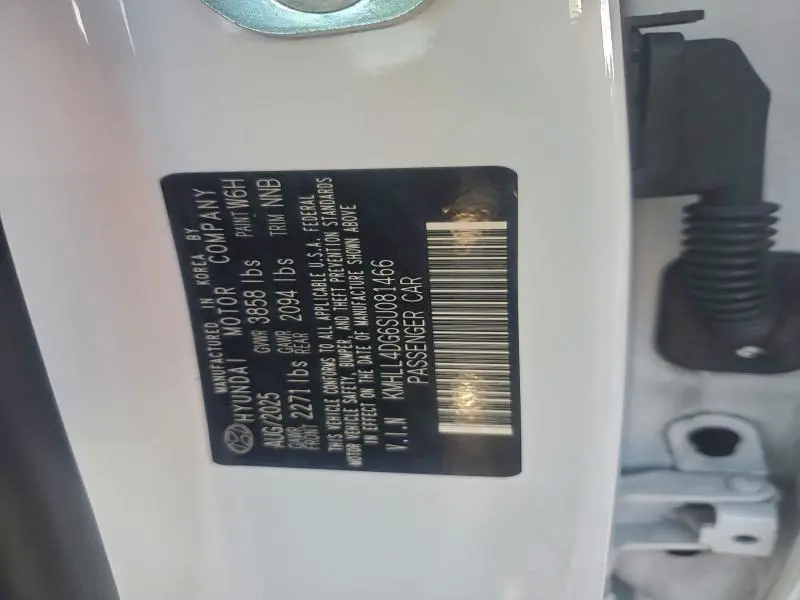 MANUFACTURED IN KOREA BY
HYUNDAI MOTOR COMPANY
AUG/2025 GVWR 3858 lbs PAINT W6H
GAWR FRONT 2271 lbs GAWR REAR 2094 lbs TRIM NNB
THIS VEHICLE CONFORMS TO ALL APPLICABLE U.S.A. FEDERAL
MOTOR VEHICLE SAFETY, BUMPER, AND THEFT PREVENTION STANDARDS
IN EFFECT ON THE DATE OF MANUFACTURE SHOWN ABOVE
V.I.N KMHLL4DG6SU081466
PASSENGER CAR